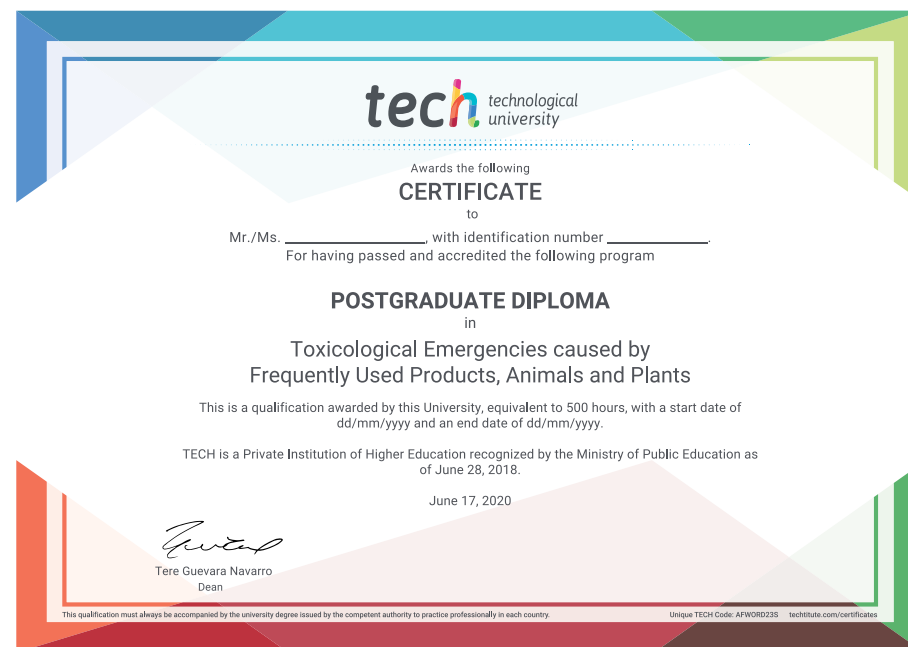 tech technological
university
Awards the following
CERTIFICATE
to
Mr./Ms. ____________________, with identification number ______________.
For having passed and accredited the following program
POSTGRADUATE DIPLOMA
in
Toxicological Emergencies caused by
Frequently Used Products, Animals and Plants
This is a qualification awarded by this University, equivalent to 500 hours, with a start date of
dd/mm/yyyy and an end date of dd/mm/yyyy.
TECH is a Private Institution of Higher Education recognized by the Ministry of Public Education as
of June 28, 2018.
June 17, 2020
Tere Guevara Navarro
Dean
This qualification must always be accompanied by the university degree issued by the competent authority to practice professionally in each country. Unique TECH Code: AFWORD23S techtitute.com/certificates